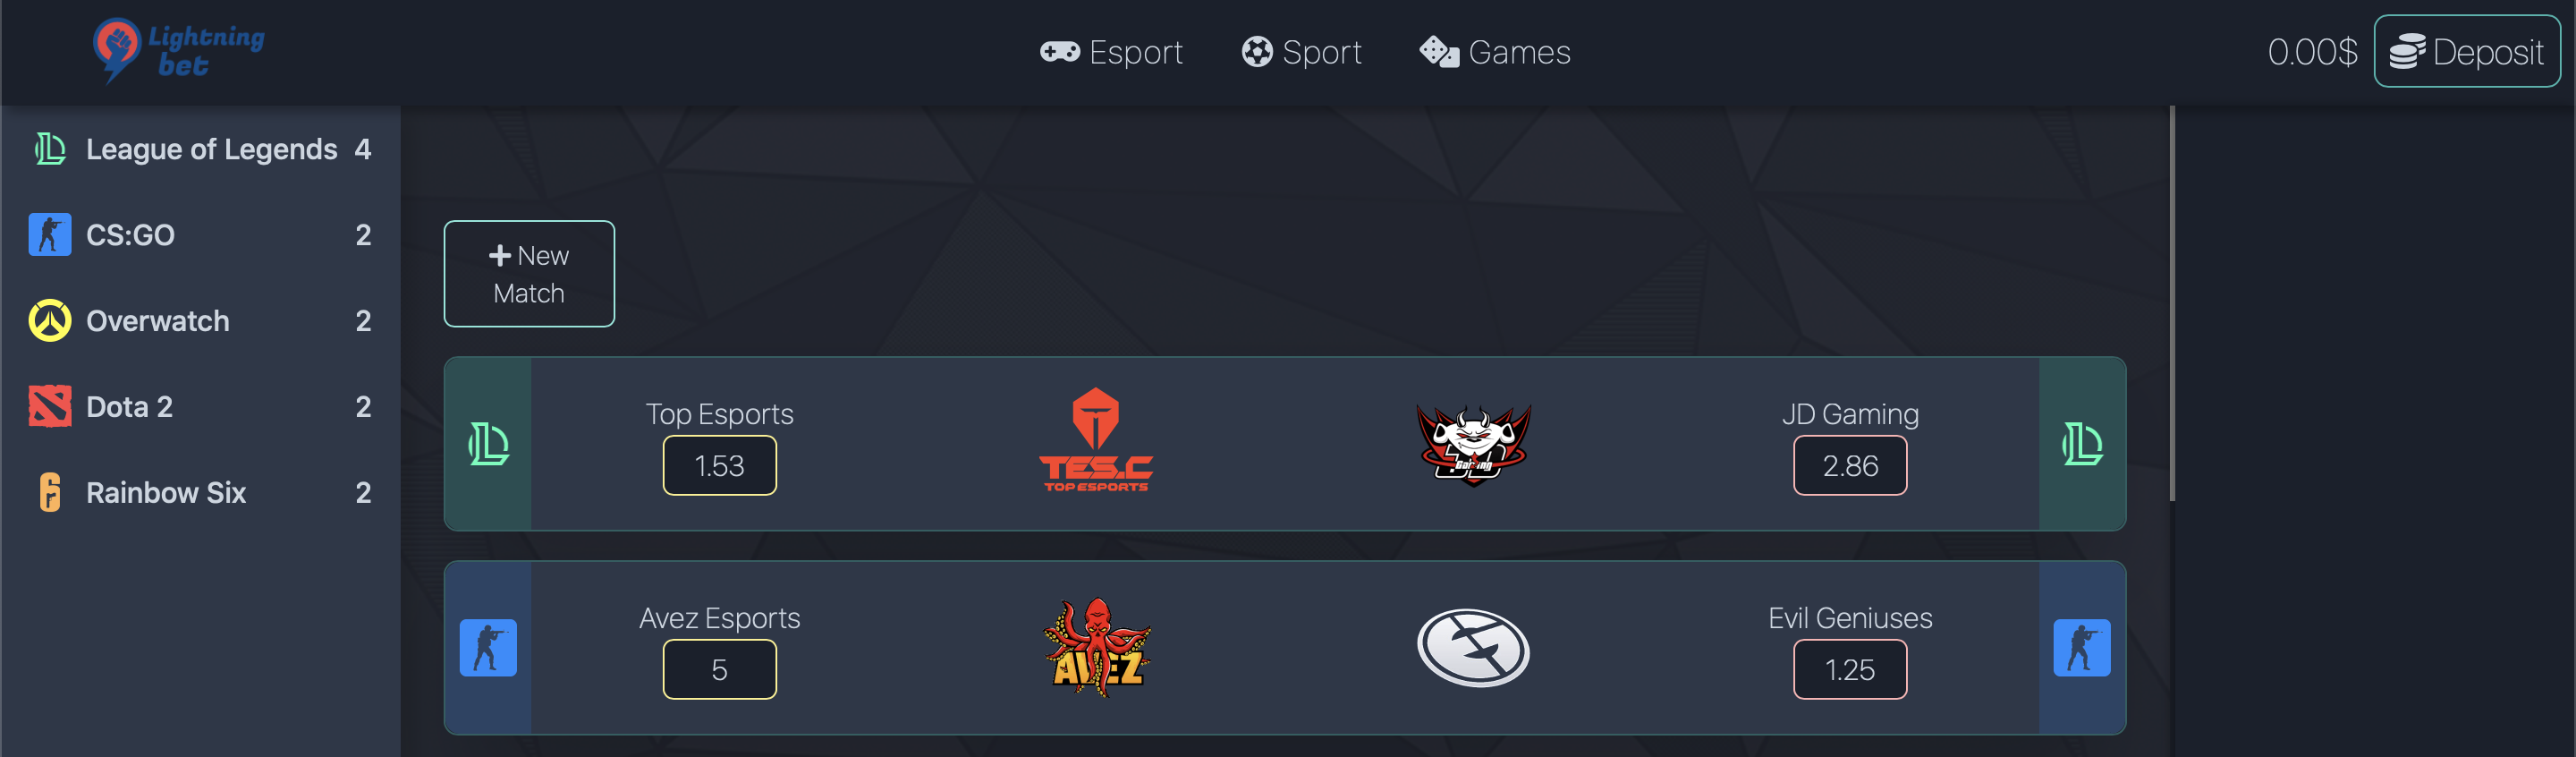 Lightning
bet
Esport
Sport
Games
0.00$
Deposit
League of Legends 4
CS:GO 2
Overwatch 2
Dota 2 2
Rainbow Six 2
New
Match
Top Esports
1.53
TES.C
TOP ESPORTS
JD
Gaming
JD Gaming
2.86
Avez Esports
5
AVEZ
Evil Geniuses
1.25